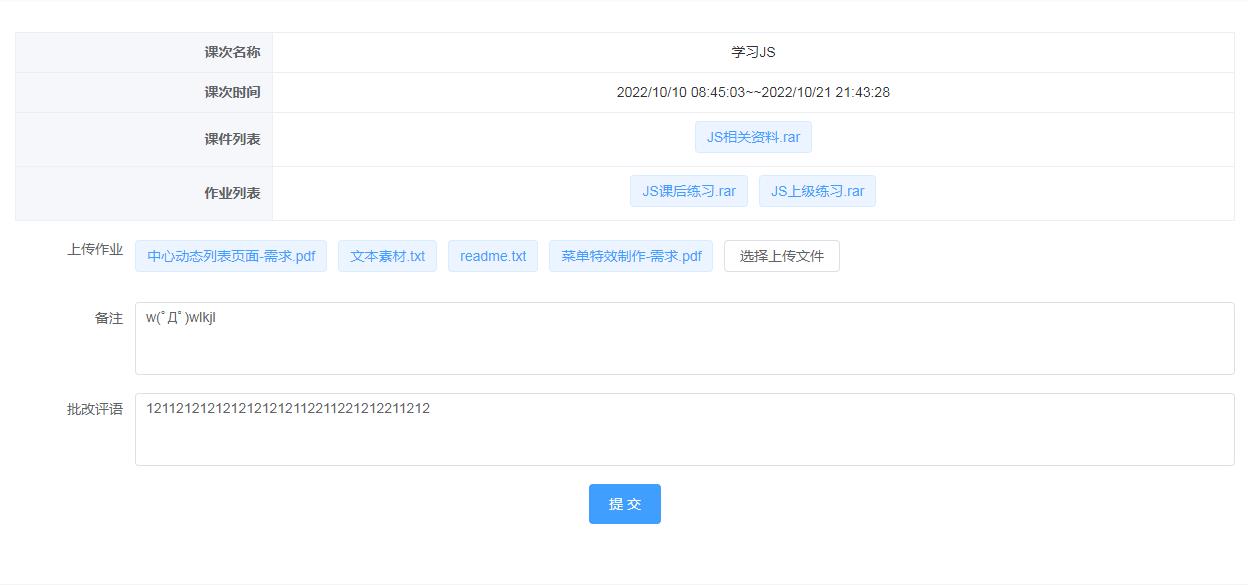 课次名称 学习JS
课次时间 2022/10/10 08:45:03~~2022/10/21 21:43:28
课件列表 JS相关资料.rar
作业列表 JS课后练习.rar JS上级练习.rar
上传作业 中心动态列表页面-需求.pdf 文本素材.txt readme.txt 菜单特效制作-需求.pdf 选择上传文件
备注 w(ﾟДﾟ)wlkjl
批改评语 12112121212121212121122112212122​11212
提 交